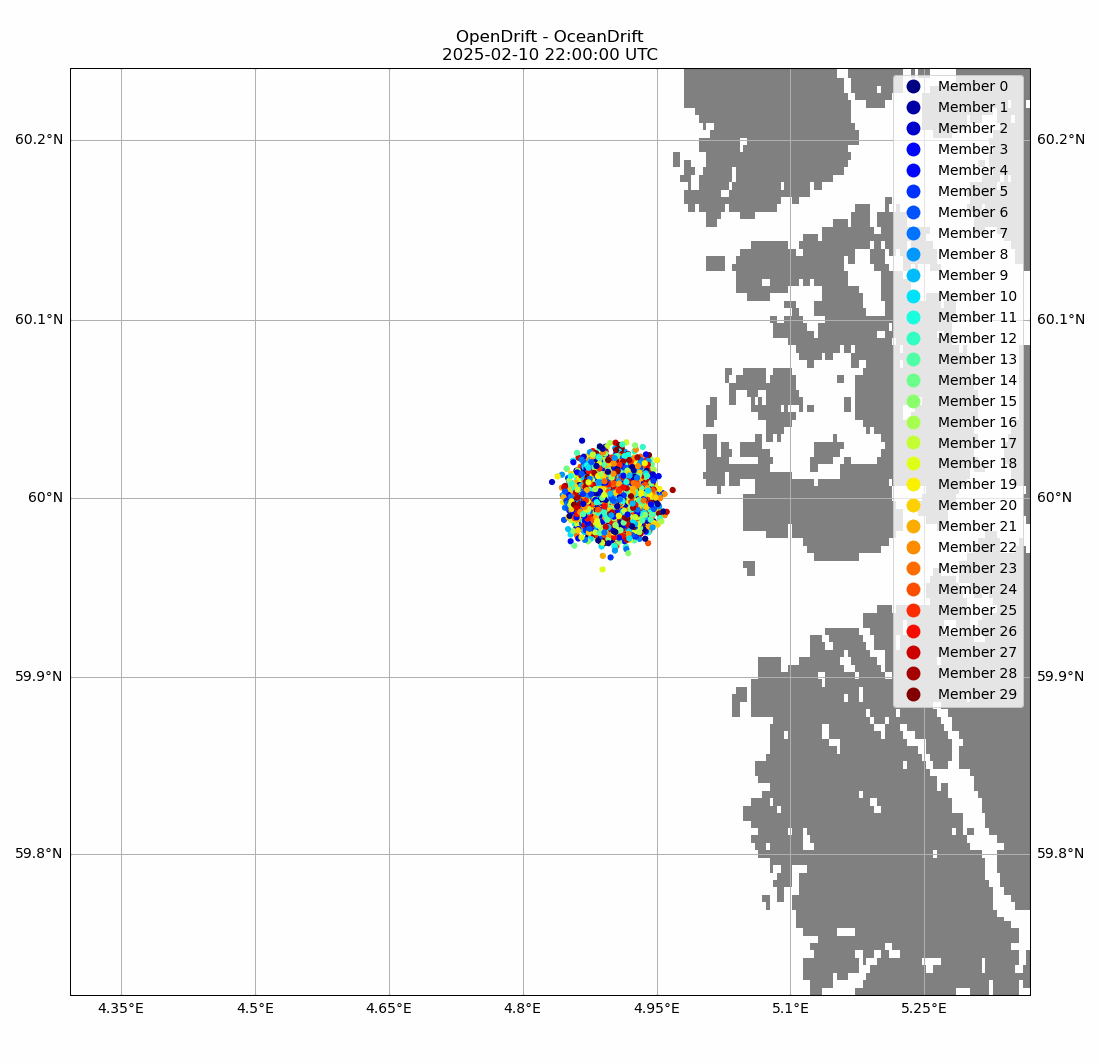 OpenDrift - OceanDrift
2025-02-10 22:00:00 UTC
Member 0
Member 1
Member 2
Member 3
Member 4
Member 5
Member 6
Member 7
Member 8
Member 9
Member 10
Member 11
Member 12
Member 13
Member 14
Member 15
Member 16
Member 17
Member 18
Member 19
Member 20
Member 21
Member 22
Member 23
Member 24
Member 25
Member 26
Member 27
Member 28
Member 29
60.2°N 60.2°N
60.1°N 60.1°N
60°N 60°N
59.9°N 59.9°N
59.8°N 59.8°N
4.35°E 4.5°E 4.65°E 4.8°E 4.95°E 5.1°E 5.25°E